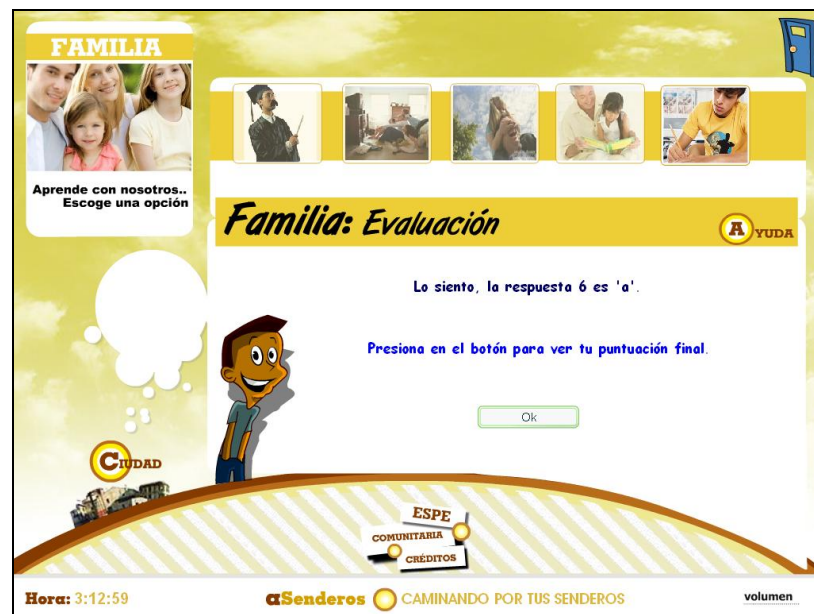 FAMILIA
Aprende con nosotros..
Escoge una opción
Familia: Evaluación
AYUDA
Lo siento, la respuesta 6 es 'a'.
Presiona en el botón para ver tu puntuación final.
Ok
CIUDAD
ESPE
COMUNITARIA
CRÉDITOS
Hora: 3:12:59
aSenderos CAMINANDO POR TUS SENDEROS
volumen